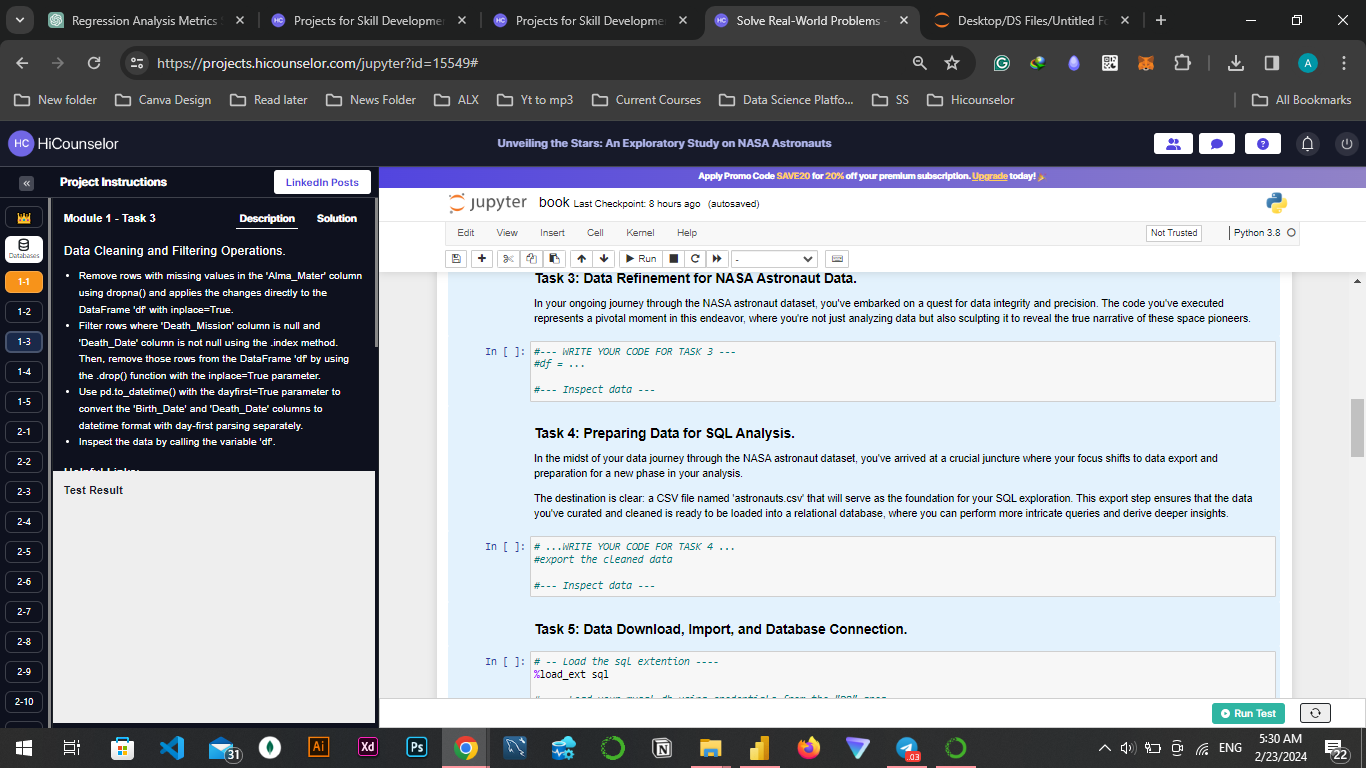 Regression Analysis Metrics
Projects for Skill Developme
Projects for Skill Developme
Solve Real-World Problems
Desktop/DS Files/Untitled Fo
https://projects.hicounselor.com/jupyter?id=15549#
A
New folder
Canva Design
Read later
News Folder
ALX
Yt to mp3
Current Courses
Data Science Platfo...
SS
Hicounselor
All Bookmarks
HC HiCounselor
Unveiling the Stars: An Exploratory Study on NASA Astronauts
«
Project Instructions
LinkedIn Posts
Apply Promo Code SAVE20 for 20% off your premium subscription. Upgrade today!
Databases
1-1
1-2
1-3
1-4
1-5
2-1
2-2
2-3
2-4
2-5
2-6
2-7
2-8
2-9
2-10
Module 1 - Task 3
Description
Solution
Data Cleaning and Filtering Operations.
• Remove rows with missing values in the 'Alma_Mater' column
using dropna() and applies the changes directly to the
DataFrame 'df' with inplace=True.
• Filter rows where 'Death_Mission' column is null and
'Death_Date' column is not null using the .index method.
Then, remove those rows from the DataFrame 'df' by using
the .drop() function with the inplace=True parameter.
• Use pd.to_datetime() with the dayfirst=True parameter to
convert the 'Birth_Date' and 'Death_Date' columns to
datetime format with day-first parsing separately.
• Inspect the data by calling the variable 'df'.
Helpful Links:
Test Result
jupyter book Last Checkpoint: 8 hours ago (autosaved)
Edit
View
Insert
Cell
Kernel
Help
Not Trusted
Python 3.8
Run
-
Task 3: Data Refinement for NASA Astronaut Data.
In your ongoing journey through the NASA astronaut dataset, you've embarked on a quest for data integrity and precision. The code you've executed
represents a pivotal moment in this endeavor, where you're not just analyzing data but also sculpting it to reveal the true narrative of these space pioneers.
In [ ]: #--- WRITE YOUR CODE FOR TASK 3 ---
#df = ...
#--- Inspect data ---
Task 4: Preparing Data for SQL Analysis.
In the midst of your data journey through the NASA astronaut dataset, you've arrived at a crucial juncture where your focus shifts to data export and
preparation for a new phase in your analysis.
The destination is clear: a CSV file named 'astronauts.csv' that will serve as the foundation for your SQL exploration. This export step ensures that the data
you've curated and cleaned is ready to be loaded into a relational database, where you can perform more intricate queries and derive deeper insights.
In [ ]: # ...WRITE YOUR CODE FOR TASK 4 ...
#export the cleaned data
#--- Inspect data ---
Task 5: Data Download, Import, and Database Connection.
In [ ]: # -- Load the sql extention ----
%load_ext sql
Run Test
31
Ai
Xd
Ps
.03
ENG
5:30 AM
2/23/2024
22